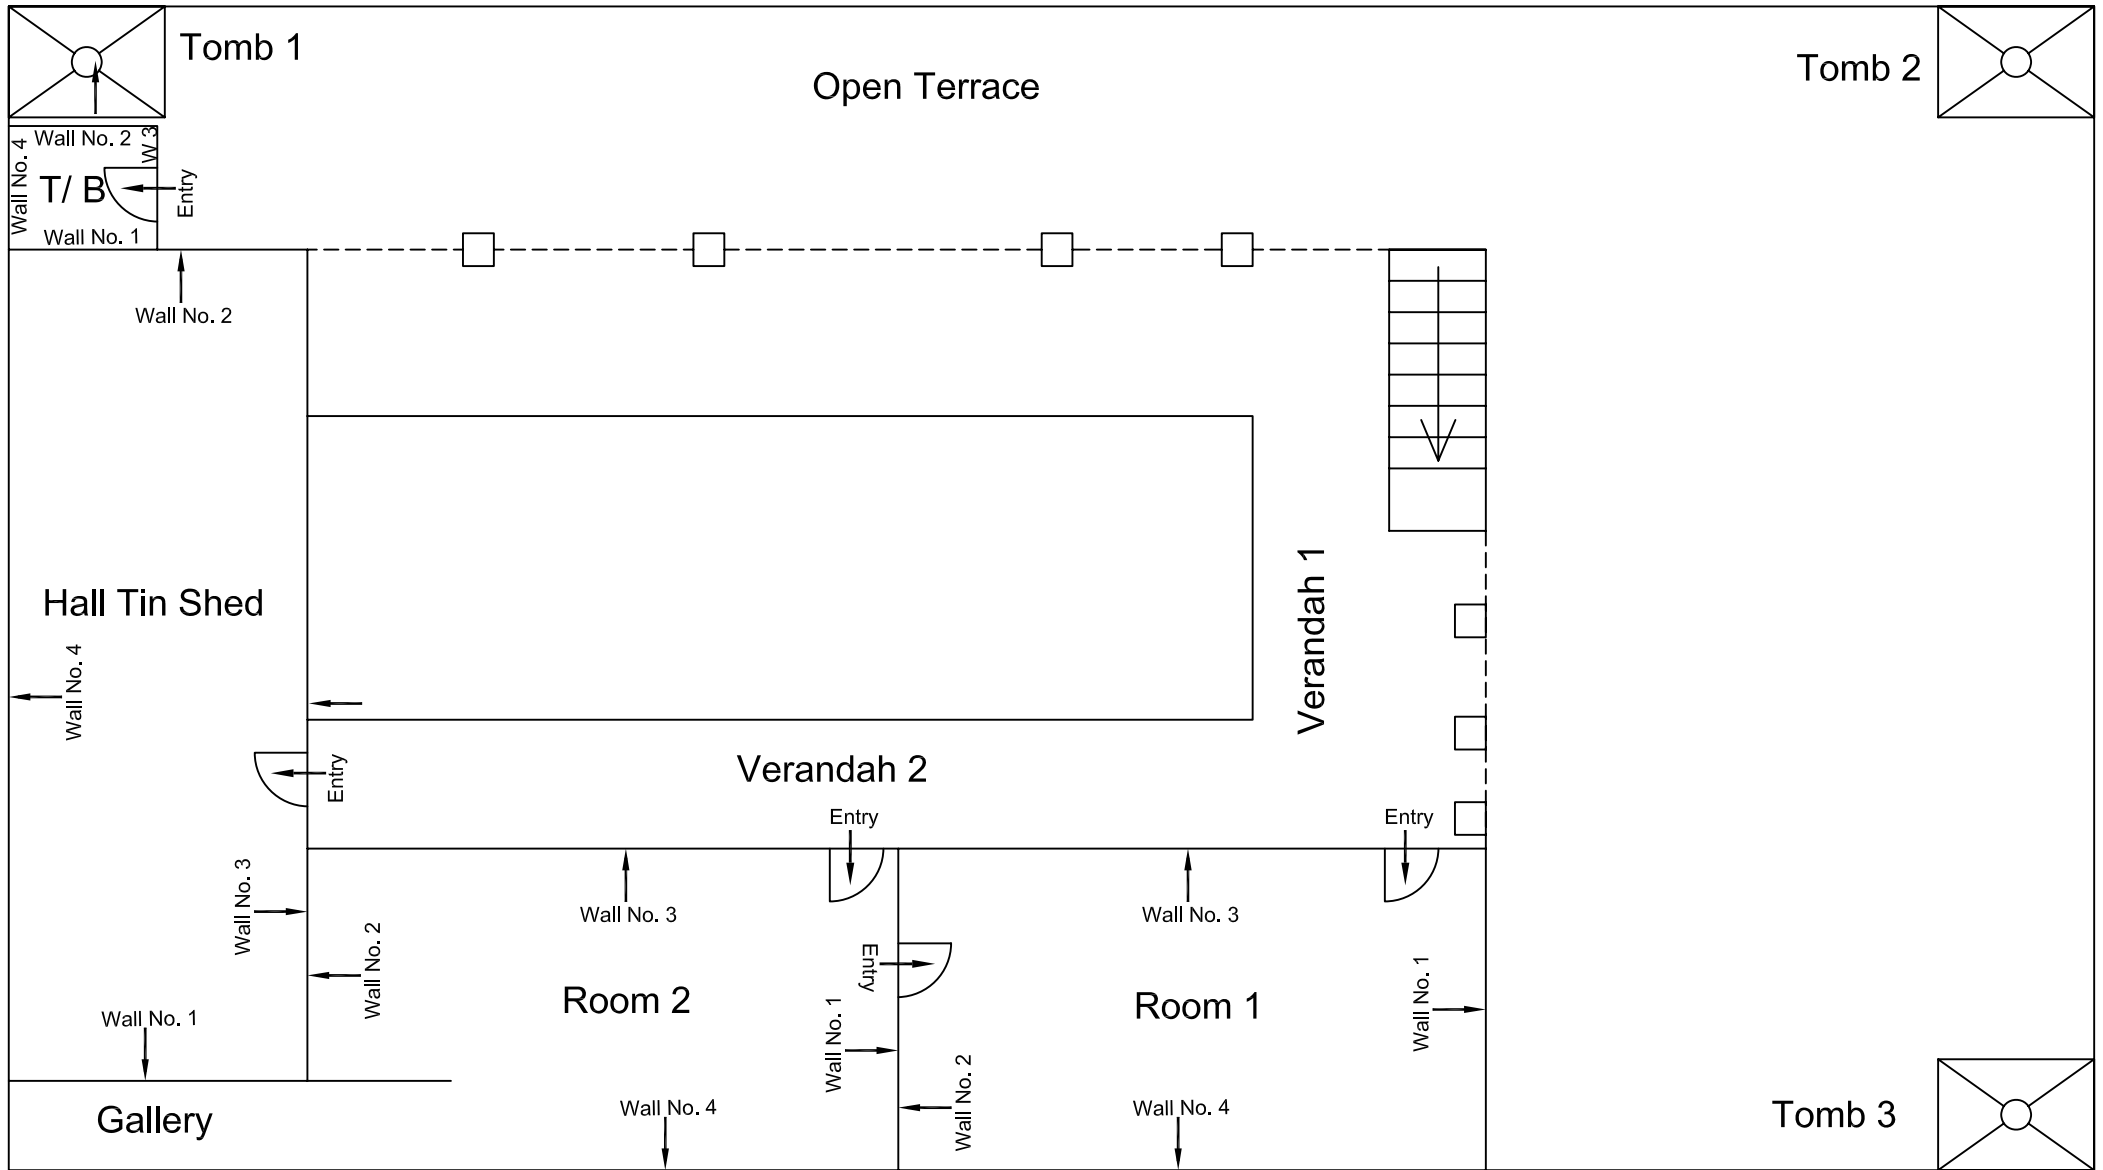 Tomb 1
Open Terrace
Tomb 2
Wall No. 2
W 3
Wall No. 4
T/ B
Entry
Wall No. 1
Wall No. 2
Hall Tin Shed
Verandah 1
Wall No. 4
Entry
Verandah 2
Entry
Entry
Wall No. 3
Wall No. 3
Wall No. 3
Wall No. 2
Entry
Room 2
Room 1
Wall No. 1
Wall No. 1
Wall No. 1
Wall No. 2
Gallery
Wall No. 4
Wall No. 4
Tomb 3